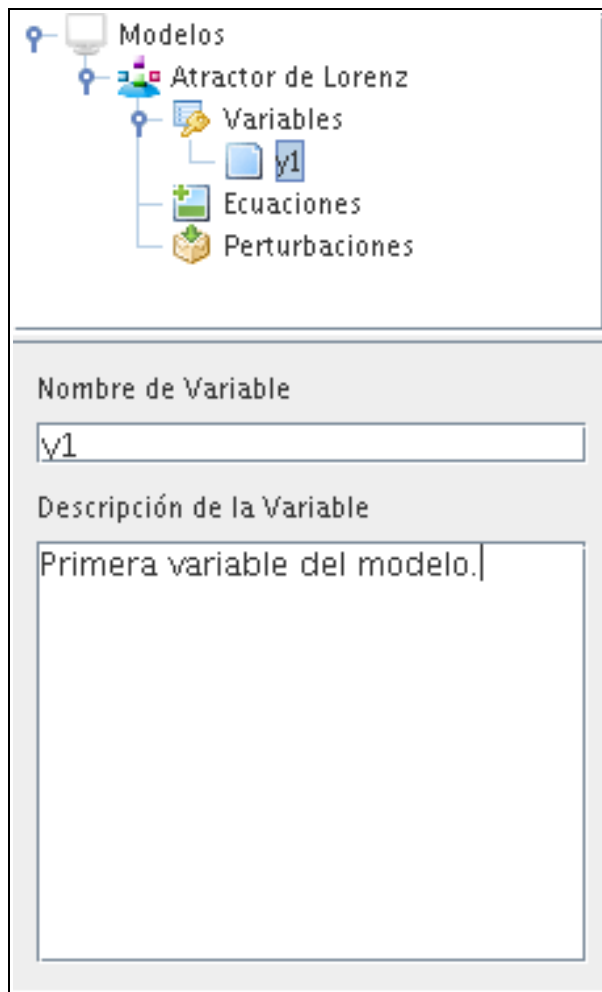 Modelos
Atractor de Lorenz
Variables
y1
Ecuaciones
Perturbaciones
Nombre de Variable
y1
Descripción de la Variable
Primera variable del modelo.